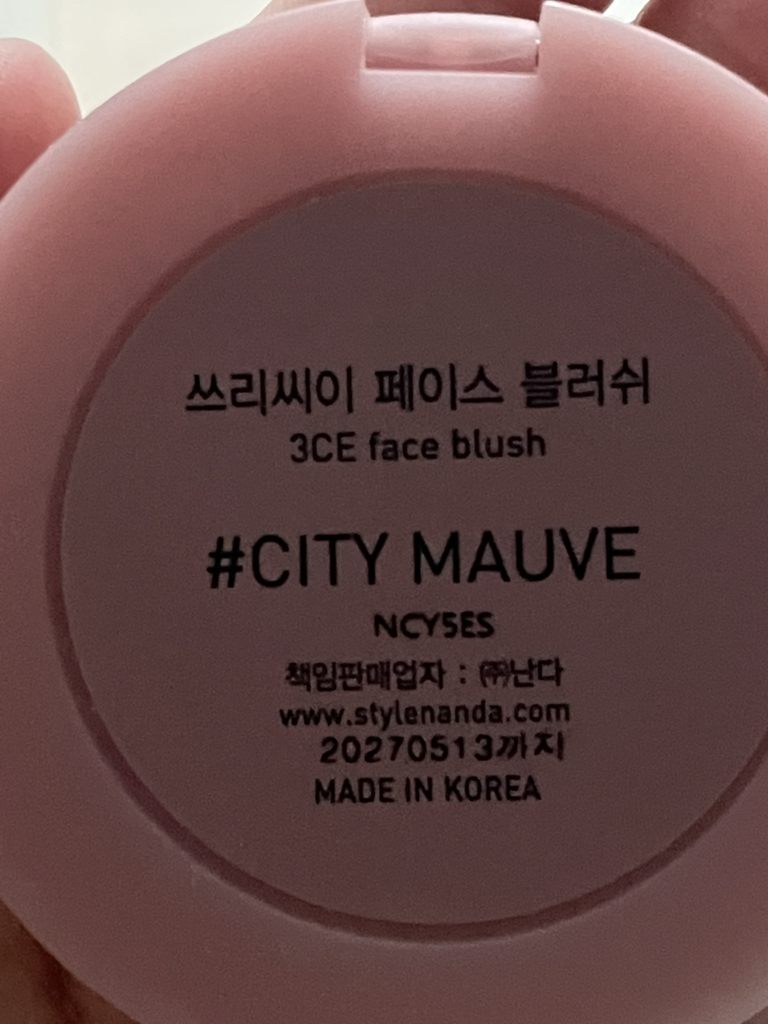 쓰리씨이 페이스 블러쉬
3CE face blush
#CITY MAUVE
NCY5ES
책임판매업자 : ㈜난다
www.stylenanda.com
20270513까지
MADE IN KOREA